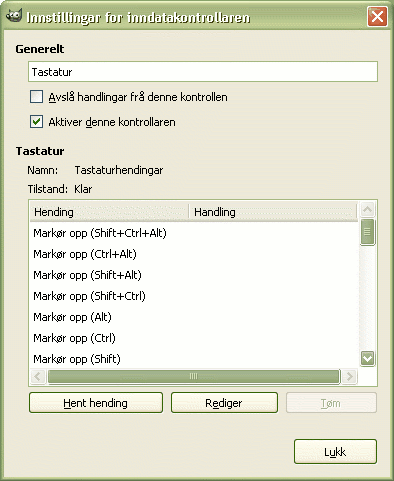 Innstillingar for inndatakontrollaren
Generelt
Tastatur
Avslå handlingar frå denne kontrollen
Aktiver denne kontrollaren
Tastatur
Namn: Tastaturhendingar
Tilstand: Klar
Hending Handling
Markør opp (Shift+Ctrl+Alt)
Markør opp (Ctrl+Alt)
Markør opp (Shift+Alt)
Markør opp (Shift+Ctrl)
Markør opp (Alt)
Markør opp (Ctrl)
Markør opp (Shift)
Hent hending Rediger Tøm
Lykk